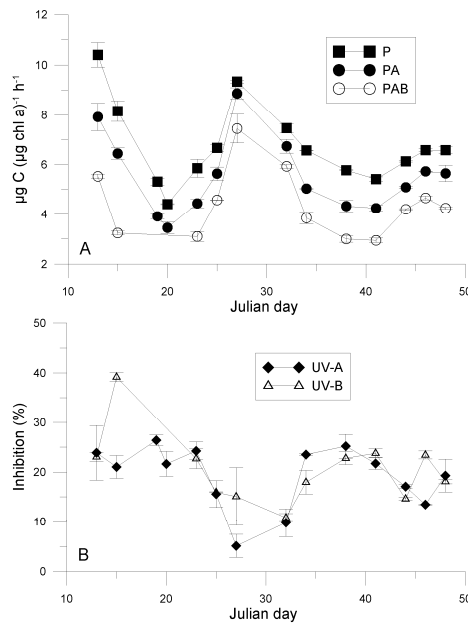 12
10
8
6
4
2
µg C (µg chl a)⁻¹ h⁻¹
P
PA
PAB
A
10 20 30 40 50
Julian day
50
40
30
20
10
0
Inhibition (%)
UV-A
UV-B
B
10 20 30 40 50
Julian day